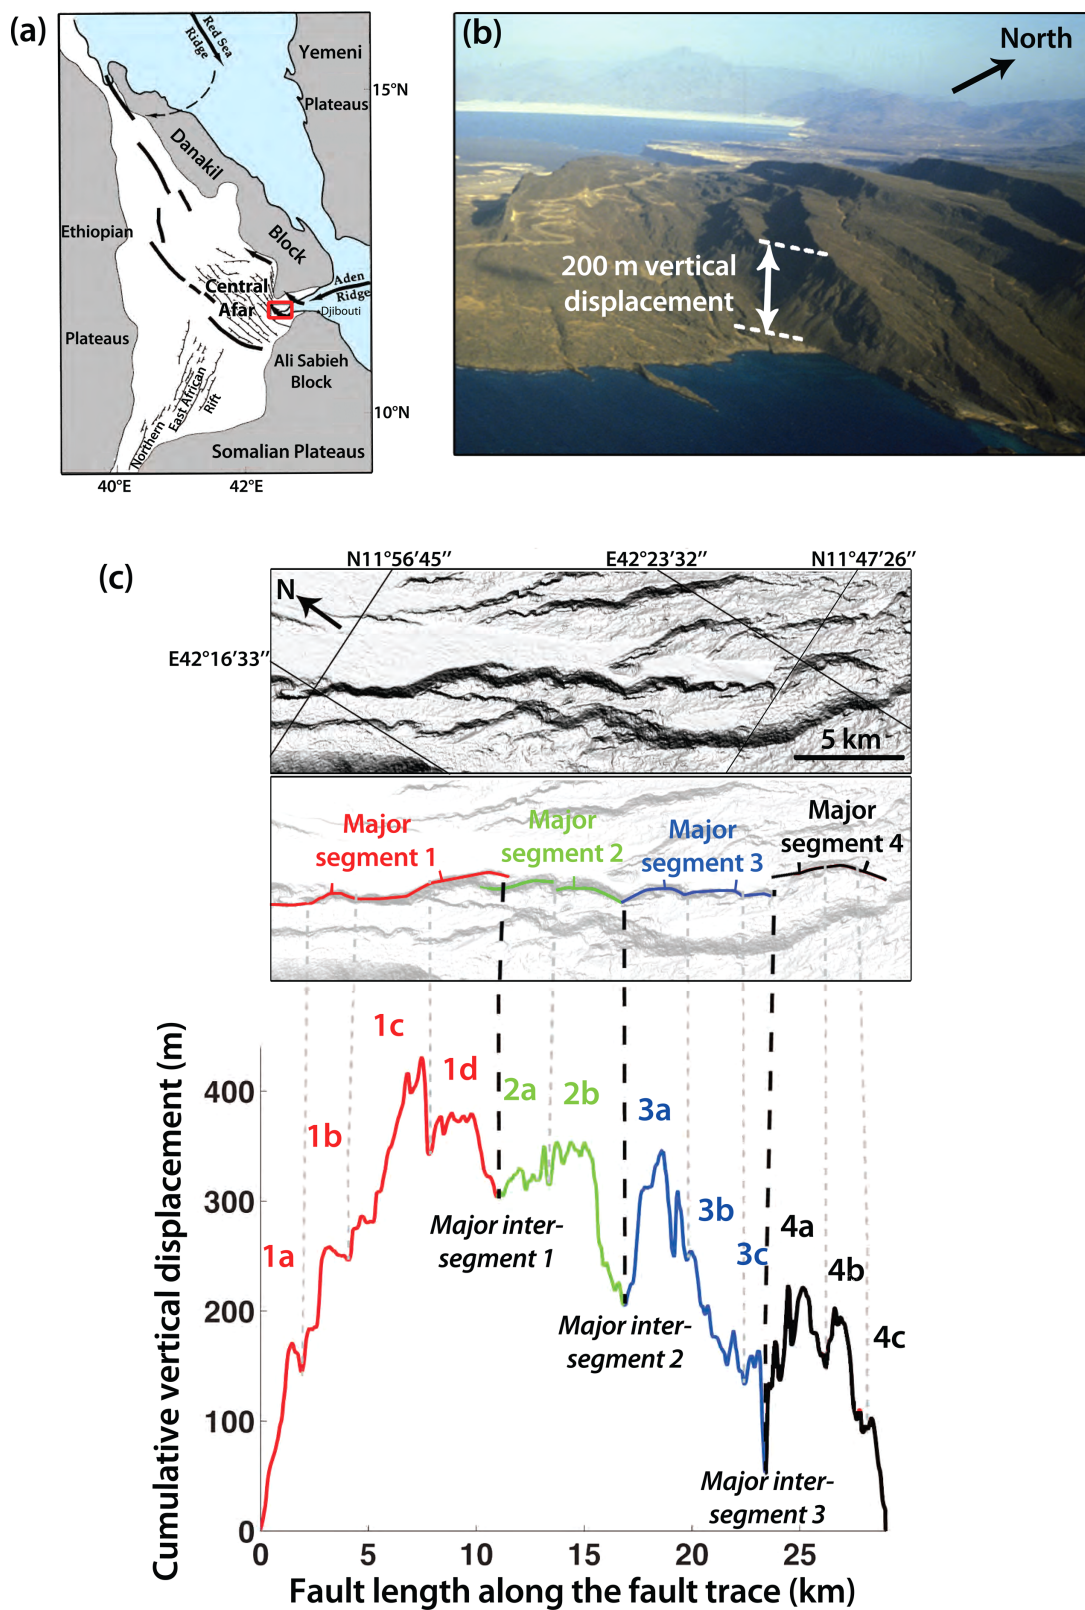 (a)
Red Sea
Ridge
Yemeni
Plateaus
15°N
Danakil
Block
Ethiopian
Plateaus
Central
Afar
Aden
Ridge
Djibouti
Ali Sabieh
Block
Northern
East African
Rift
10°N
Somalian Plateaus
40°E
42°E
(b)
North
200 m vertical
displacement
(c)
N11°56′45′′
E42°23′32′′
N11°47′26′′
N
E42°16′33′′
5 km
Major
segment 1
Major
segment 2
Major
segment 3
Major
segment 4
Cumulative vertical displacement (m)
400
300
200
100
0
1a
1b
1c
1d
2a
2b
3a
3b
3c
4a
4b
4c
Major inter-
segment 1
Major inter-
segment 2
Major inter-
segment 3
0
5
10
15
20
25
Fault length along the fault trace (km)